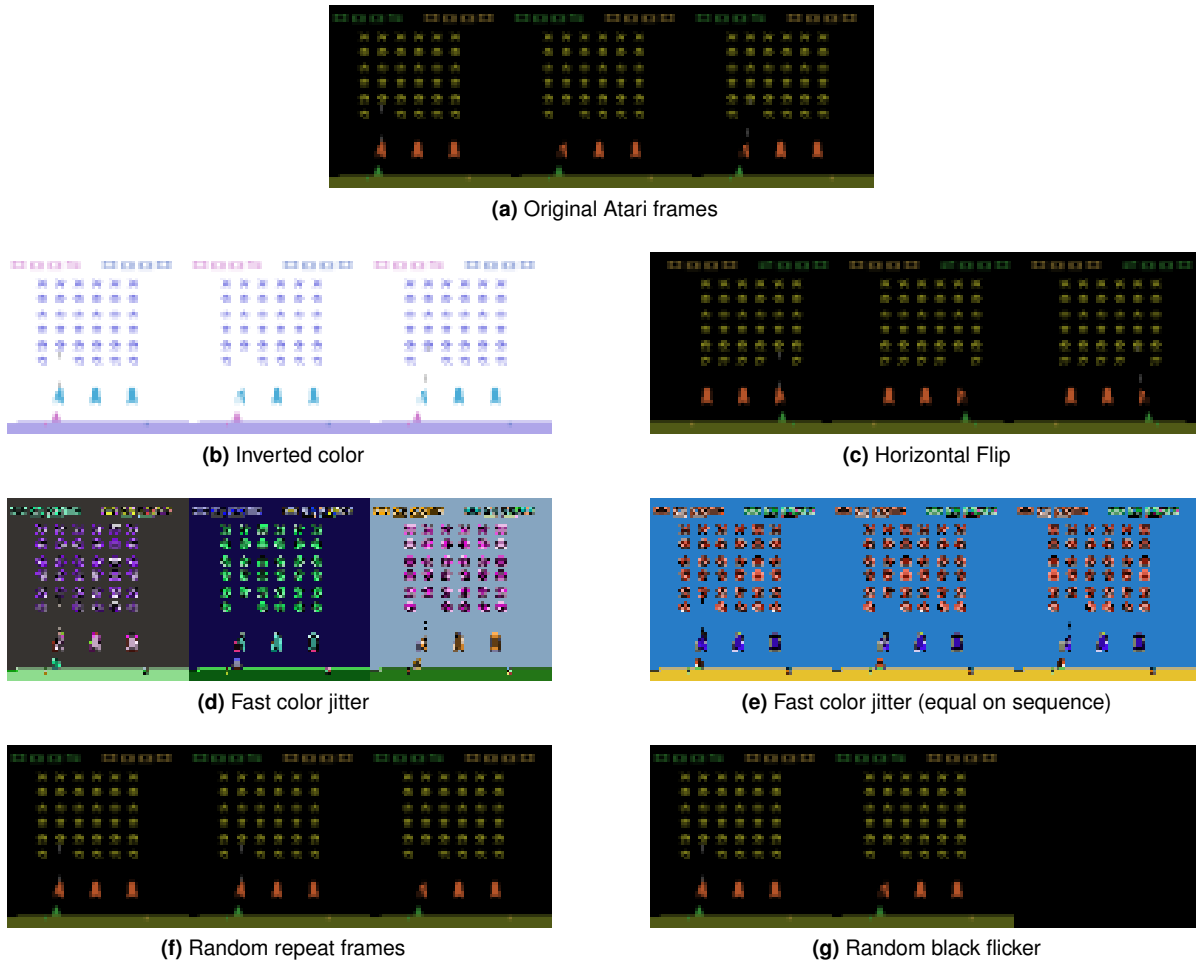 (a) Original Atari frames
(b) Inverted color
(c) Horizontal Flip
(d) Fast color jitter
(e) Fast color jitter (equal on sequence)
(f) Random repeat frames
(g) Random black flicker